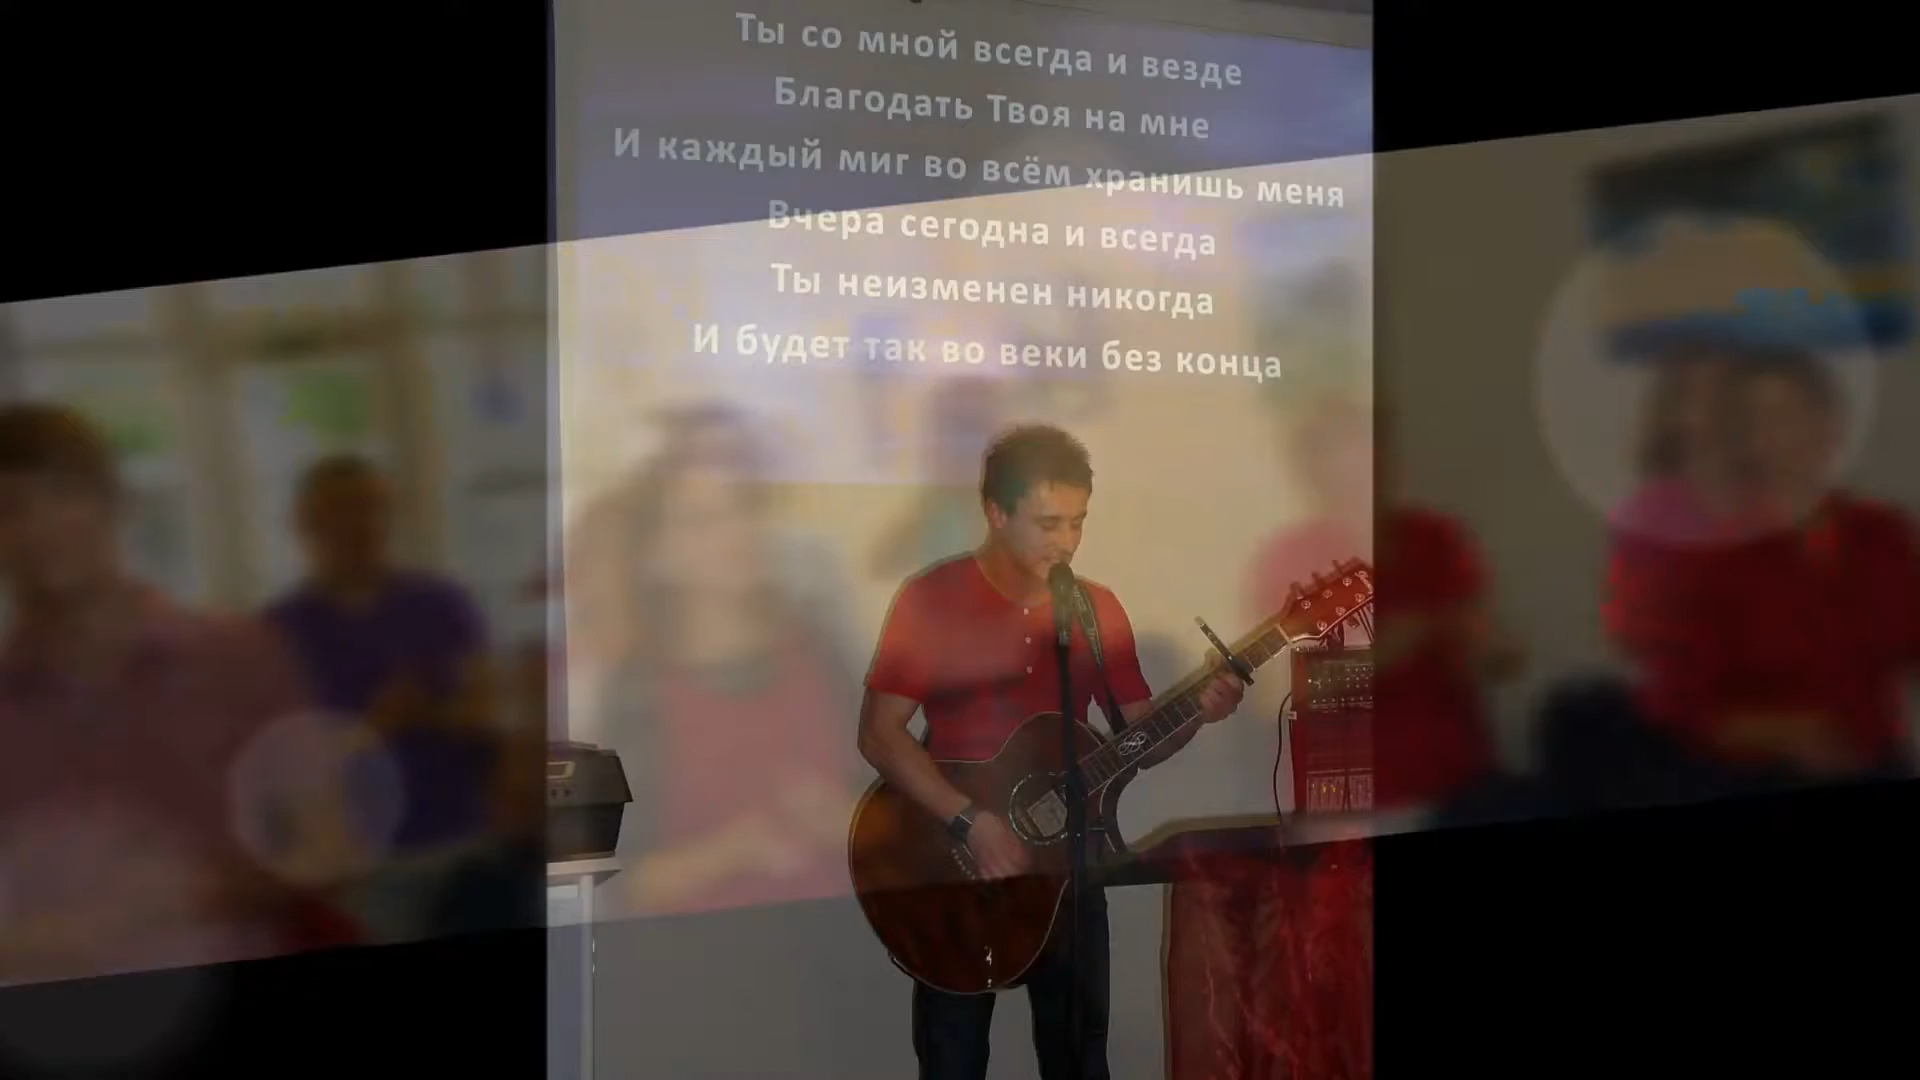 Ты со мной всегда и везде
Благодать Твоя на мне
И каждый миг во всём хранишь меня
Вчера сегодна и всегда
Ты неизменен никогда
И будет так во веки без конца